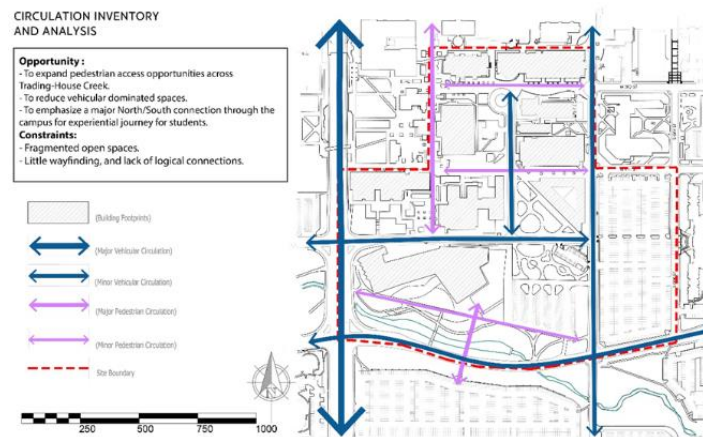 CIRCULATION INVENTORY
AND ANALYSIS
Opportunity :
- To expand pedestrian access opportunities across
Trading-House Creek.
- To reduce vehicular dominated spaces.
- To emphasize a major North/South connection through the
campus for experiential journey for students.
Constraints:
- Fragmented open spaces.
- Little wayfinding, and lack of logical connections.
(Building Footprints)
(Major Vehicular Circulation)
(Minor Vehicular Circulation)
(Major Pedestrian Circulation)
(Minor Pedestrian Circulation)
Site Boundary
250 500 750 1000